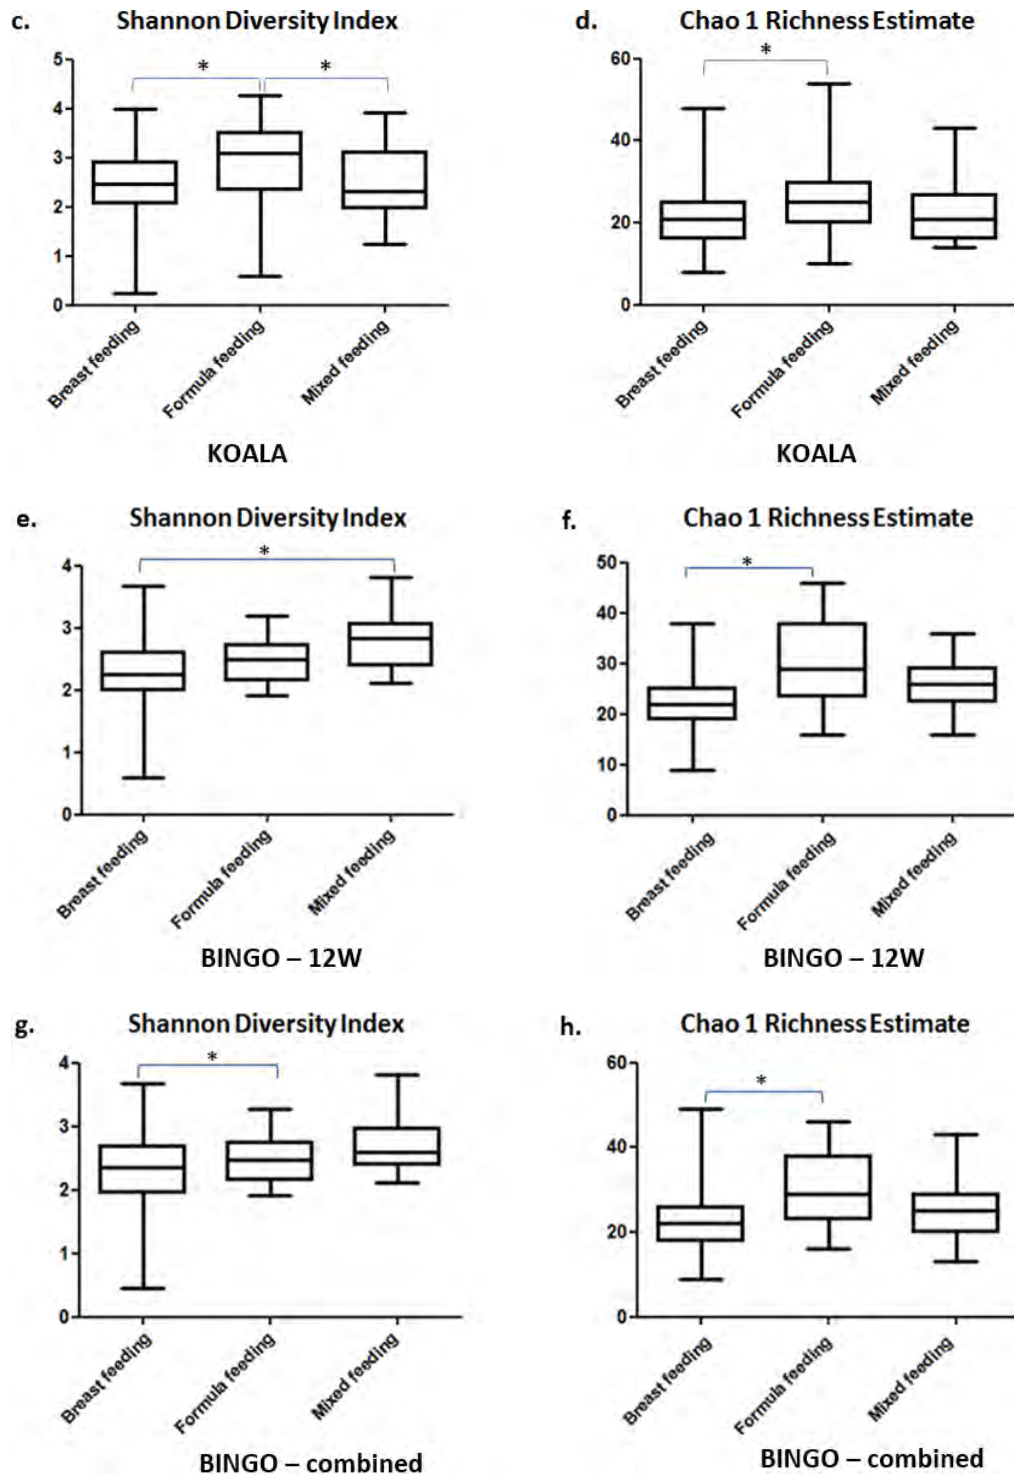 c.
Shannon Diversity Index
5
4
3
2
1
0
*
*
Breast feeding
Formula feeding
Mixed feeding
KOALA
d.
Chao 1 Richness Estimate
60
40
20
0
*
Breast feeding
Formula feeding
Mixed feeding
KOALA
e.
Shannon Diversity Index
4
3
2
1
0
*
Breast feeding
Formula feeding
Mixed feeding
BINGO – 12W
f.
Chao 1 Richness Estimate
50
40
30
20
10
0
*
Breast feeding
Formula feeding
Mixed feeding
BINGO – 12W
g.
Shannon Diversity Index
4
3
2
1
0
*
Breast feeding
Formula feeding
Mixed feeding
BINGO – combined
h.
Chao 1 Richness Estimate
60
40
20
0
*
Breast feeding
Formula feeding
Mixed feeding
BINGO – combined